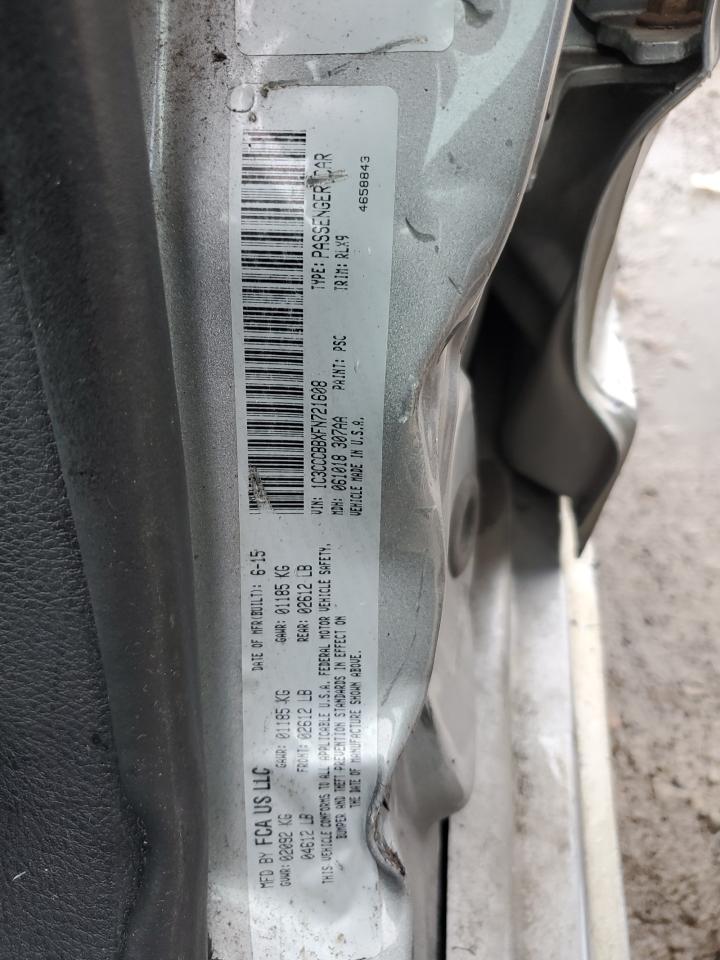 MFD BY FCA US LLC
DATE OF MFR(BUILT): 6-15
GVWR: 02092 KG
GAWR: 01185 KG
GAWR: 01185 KG
04612 LB
FRONT: 02612 LB
REAR: 02612 LB
THIS VEHICLE CONFORMS TO ALL APPLICABLE U.S.A. FEDERAL MOTOR VEHICLE SAFETY,
BUMPER AND THEFT PREVENTION STANDARDS IN EFFECT ON
THE DATE OF MANUFACTURE SHOWN ABOVE.
VIN: 1C3CCCBBXFN721608
TYPE: PASSENGER CAR
MDH: 061018 307AA
PAINT: PSC
TRIM: RLX9
VEHICLE MADE IN U.S.A.
4658843